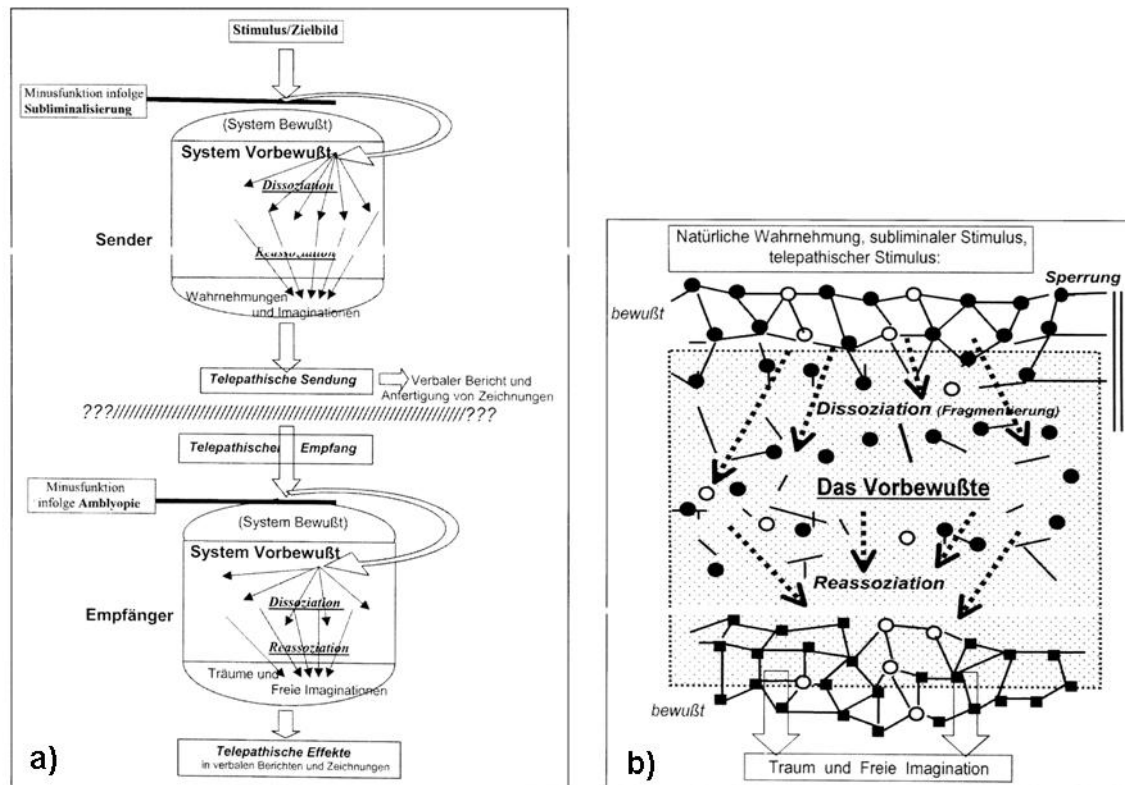 Stimulus/Zielbild
Minusfunktion infolge
Subliminalisierung
(System Bewußt)
System Vorbewußt
Dissoziation
Sender
Reassoziation
Wahrnehmungen
und Imaginationen
Telepathische Sendung
Verbaler Bericht und
Anfertigung von Zeichnungen
???//////////////////////////////////////////////////???
Telepathischer Empfang
Minusfunktion
infolge Amblyopie
(System Bewußt)
System Vorbewußt
Dissoziation
Empfänger
Reassoziation
Träume und
Freie Imaginationen
Telepathische Effekte
in verbalen Berichten und Zeichnungen
a)
Natürliche Wahrnehmung, subliminaler Stimulus,
telepathischer Stimulus:
Sperrung
bewußt
Dissoziation (Fragmentierung)
Das Vorbewußte
Reassoziation
bewußt
Traum und Freie Imagination
b)